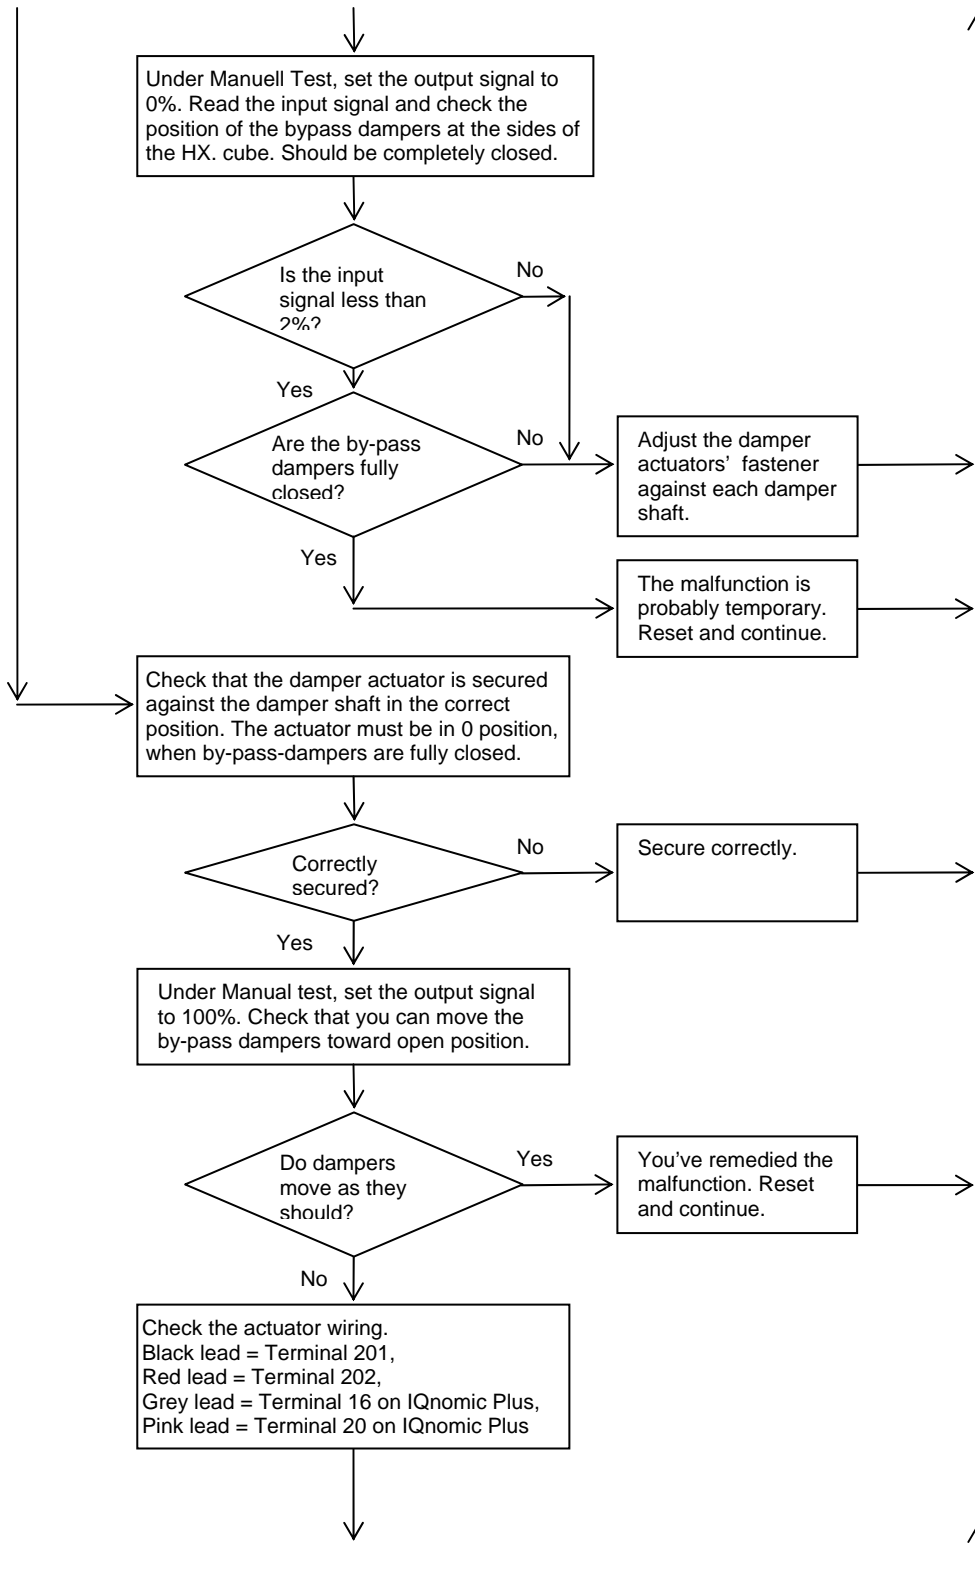 Under Manuell Test, set the output signal to
0%. Read the input signal and check the
position of the bypass dampers at the sides of
the HX. cube. Should be completely closed.
Is the input
signal less than
2%?
No
Yes
Are the by-pass
dampers fully
closed?
No
Adjust the damper
actuators’ fastener
against each damper
shaft.
Yes
The malfunction is
probably temporary.
Reset and continue.
Check that the damper actuator is secured
against the damper shaft in the correct
position. The actuator must be in 0 position,
when by-pass-dampers are fully closed.
Correctly
secured?
No
Secure correctly.
Yes
Under Manual test, set the output signal
to 100%. Check that you can move the
by-pass dampers toward open position.
Do dampers
move as they
should?
Yes
You’ve remedied the
malfunction. Reset
and continue.
No
Check the actuator wiring.
Black lead = Terminal 201,
Red lead = Terminal 202,
Grey lead = Terminal 16 on IQnomic Plus,
Pink lead = Terminal 20 on IQnomic Plus